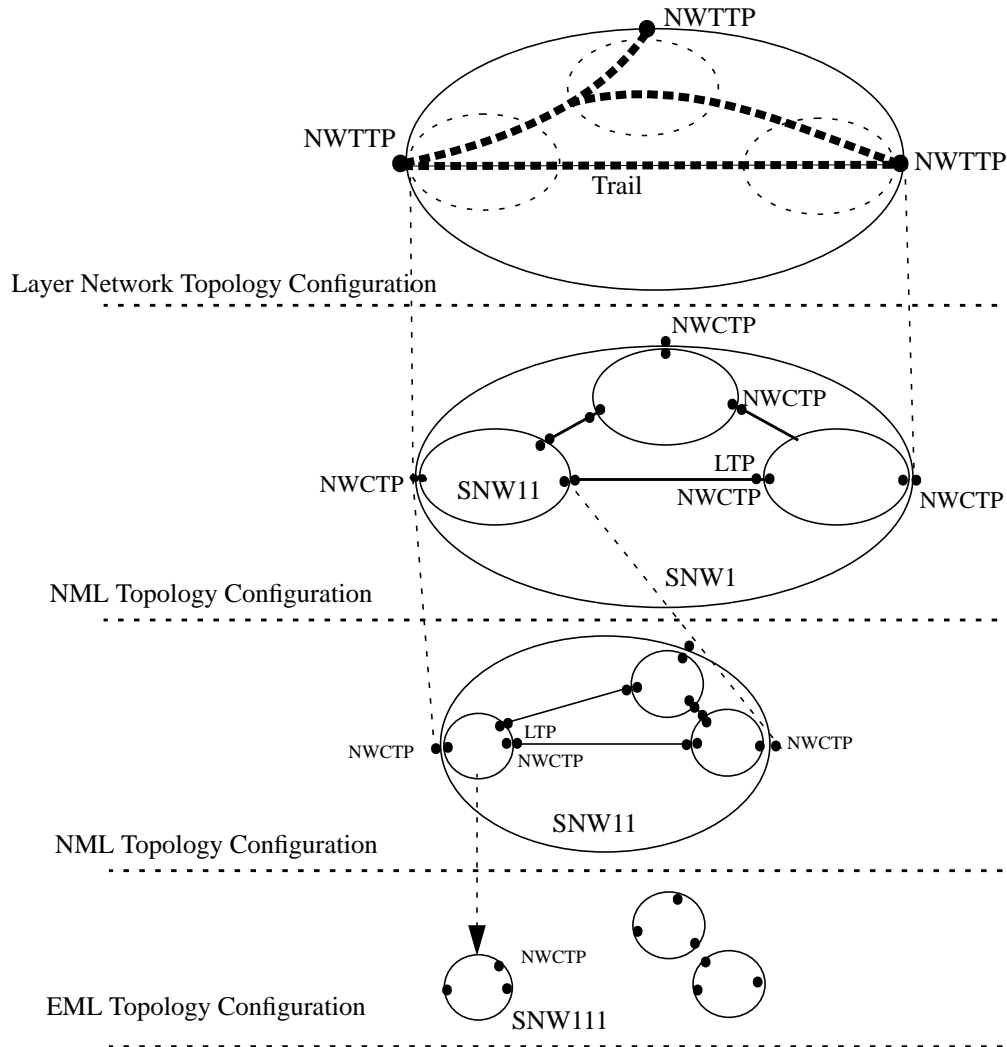 NWTTP
NWTTP
NWTTP
Trail
Layer Network Topology Configuration
NWCTP
NWCTP
LTP
NWCTP
SNW11
NWCTP
NWCTP
SNW1
NML Topology Configuration
LTP
NWCTP
NWCTP
NWCTP
SNW11
NML Topology Configuration
NWCTP
EML Topology Configuration
SNW111